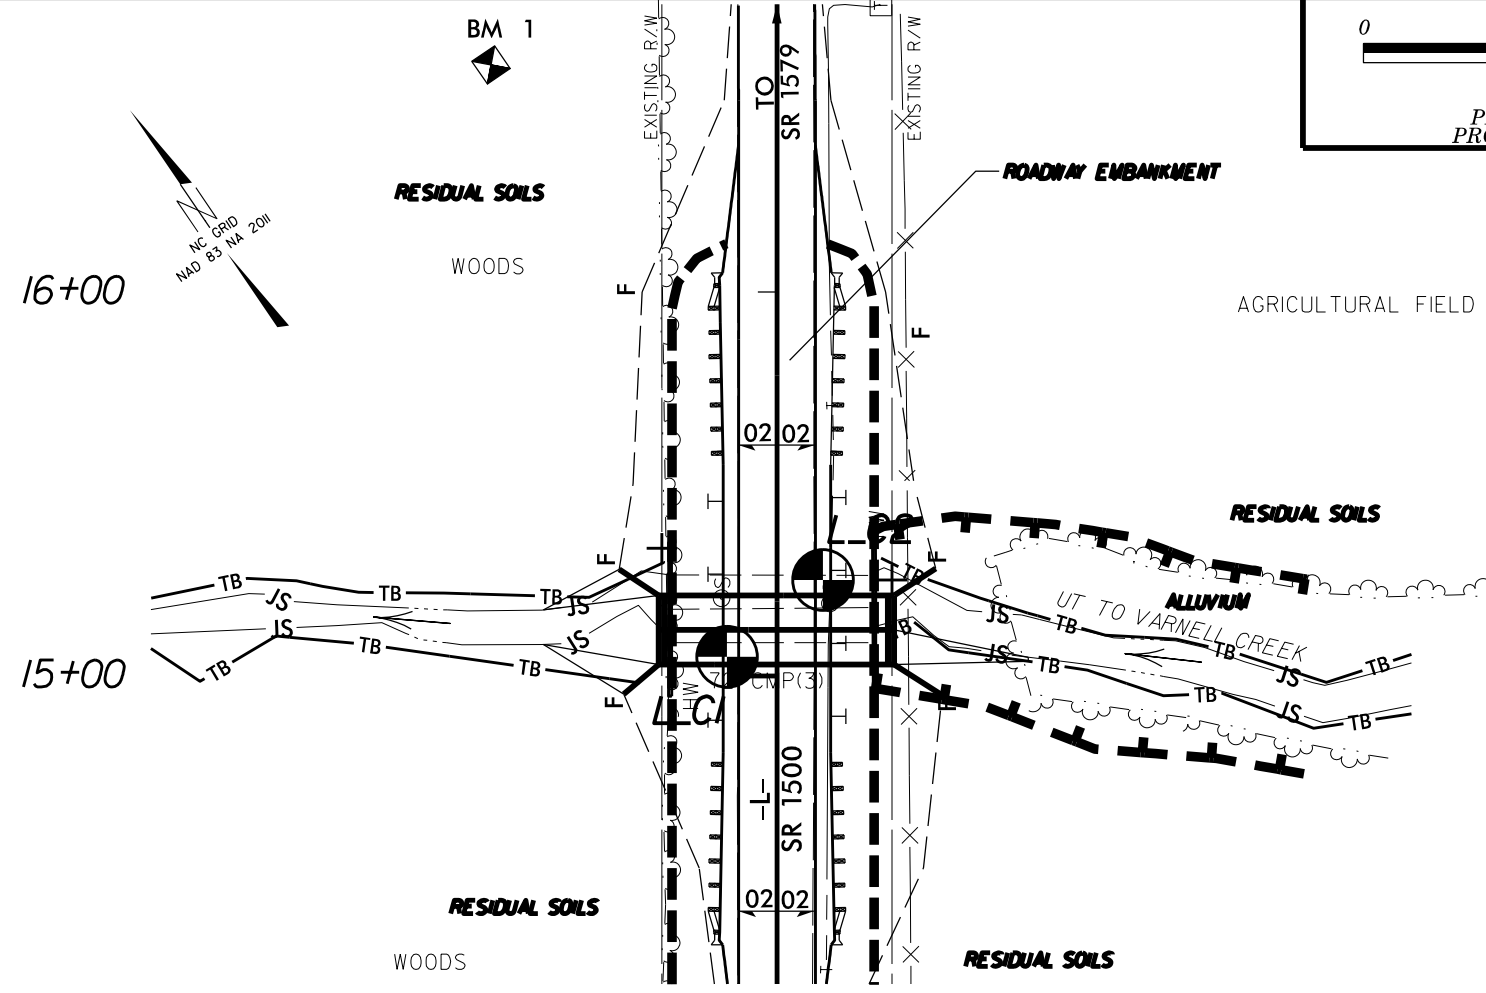 BM 1
0
EXISTING R/W
TO
SR 1579
EXISTING R/W
ROADWAY EMBANKMENT
RESIDUAL SOILS
NC GRID
NAD 83 NA 2011
WOODS
16+00
F
F
AGRICULTURAL FIELD
02 02
RESIDUAL SOILS
F
F
TB
TB
TB
TB
JS
JS
JS
JS
TB
TB
TB
ALLUVIUM
UT TO VARNELL CREEK
JS
TB
TB
JS
TB
TB
JS
TB
JS
TB
TB
15+00
CMP(3)
HW
F
F
-L-
SR 1500
02 02
RESIDUAL SOILS
WOODS
RESIDUAL SOILS